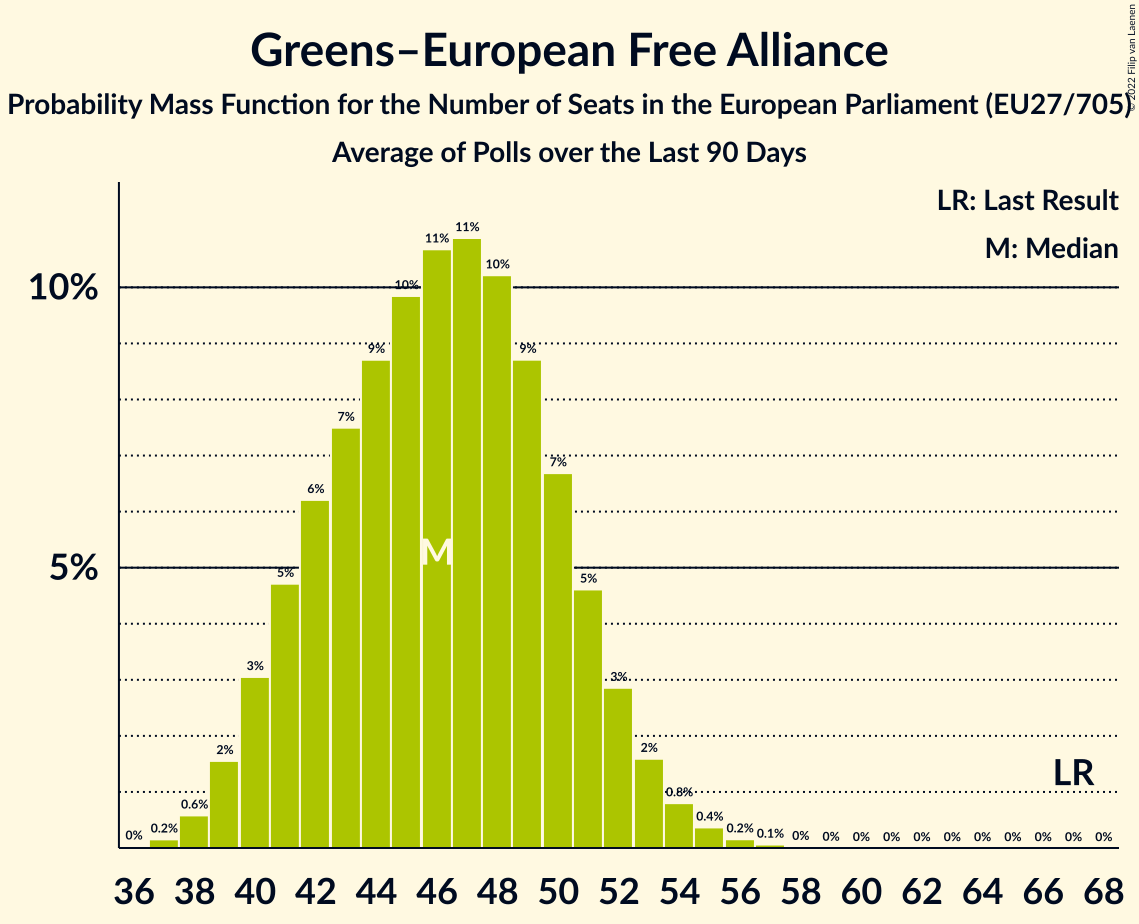 Greens–European Free Alliance
Probability Mass Function for the Number of Seats in the European Parliament (EU27/705)
Average of Polls over the Last 90 Days
© 2022 Filip van Laenen
LR: Last Result
M: Median
10%
5%
0% 0.2% 0.6% 2% 3% 5% 6% 7% 9% 10% 11% 11% 10% 9% 7% 5% 3% 2% 0.8% 0.4% 0.2% 0.1% 0% 0% 0% 0% 0% 0% 0% 0% 0% 0% 0%
M
LR
36 38 40 42 44 46 48 50 52 54 56 58 60 62 64 66 68